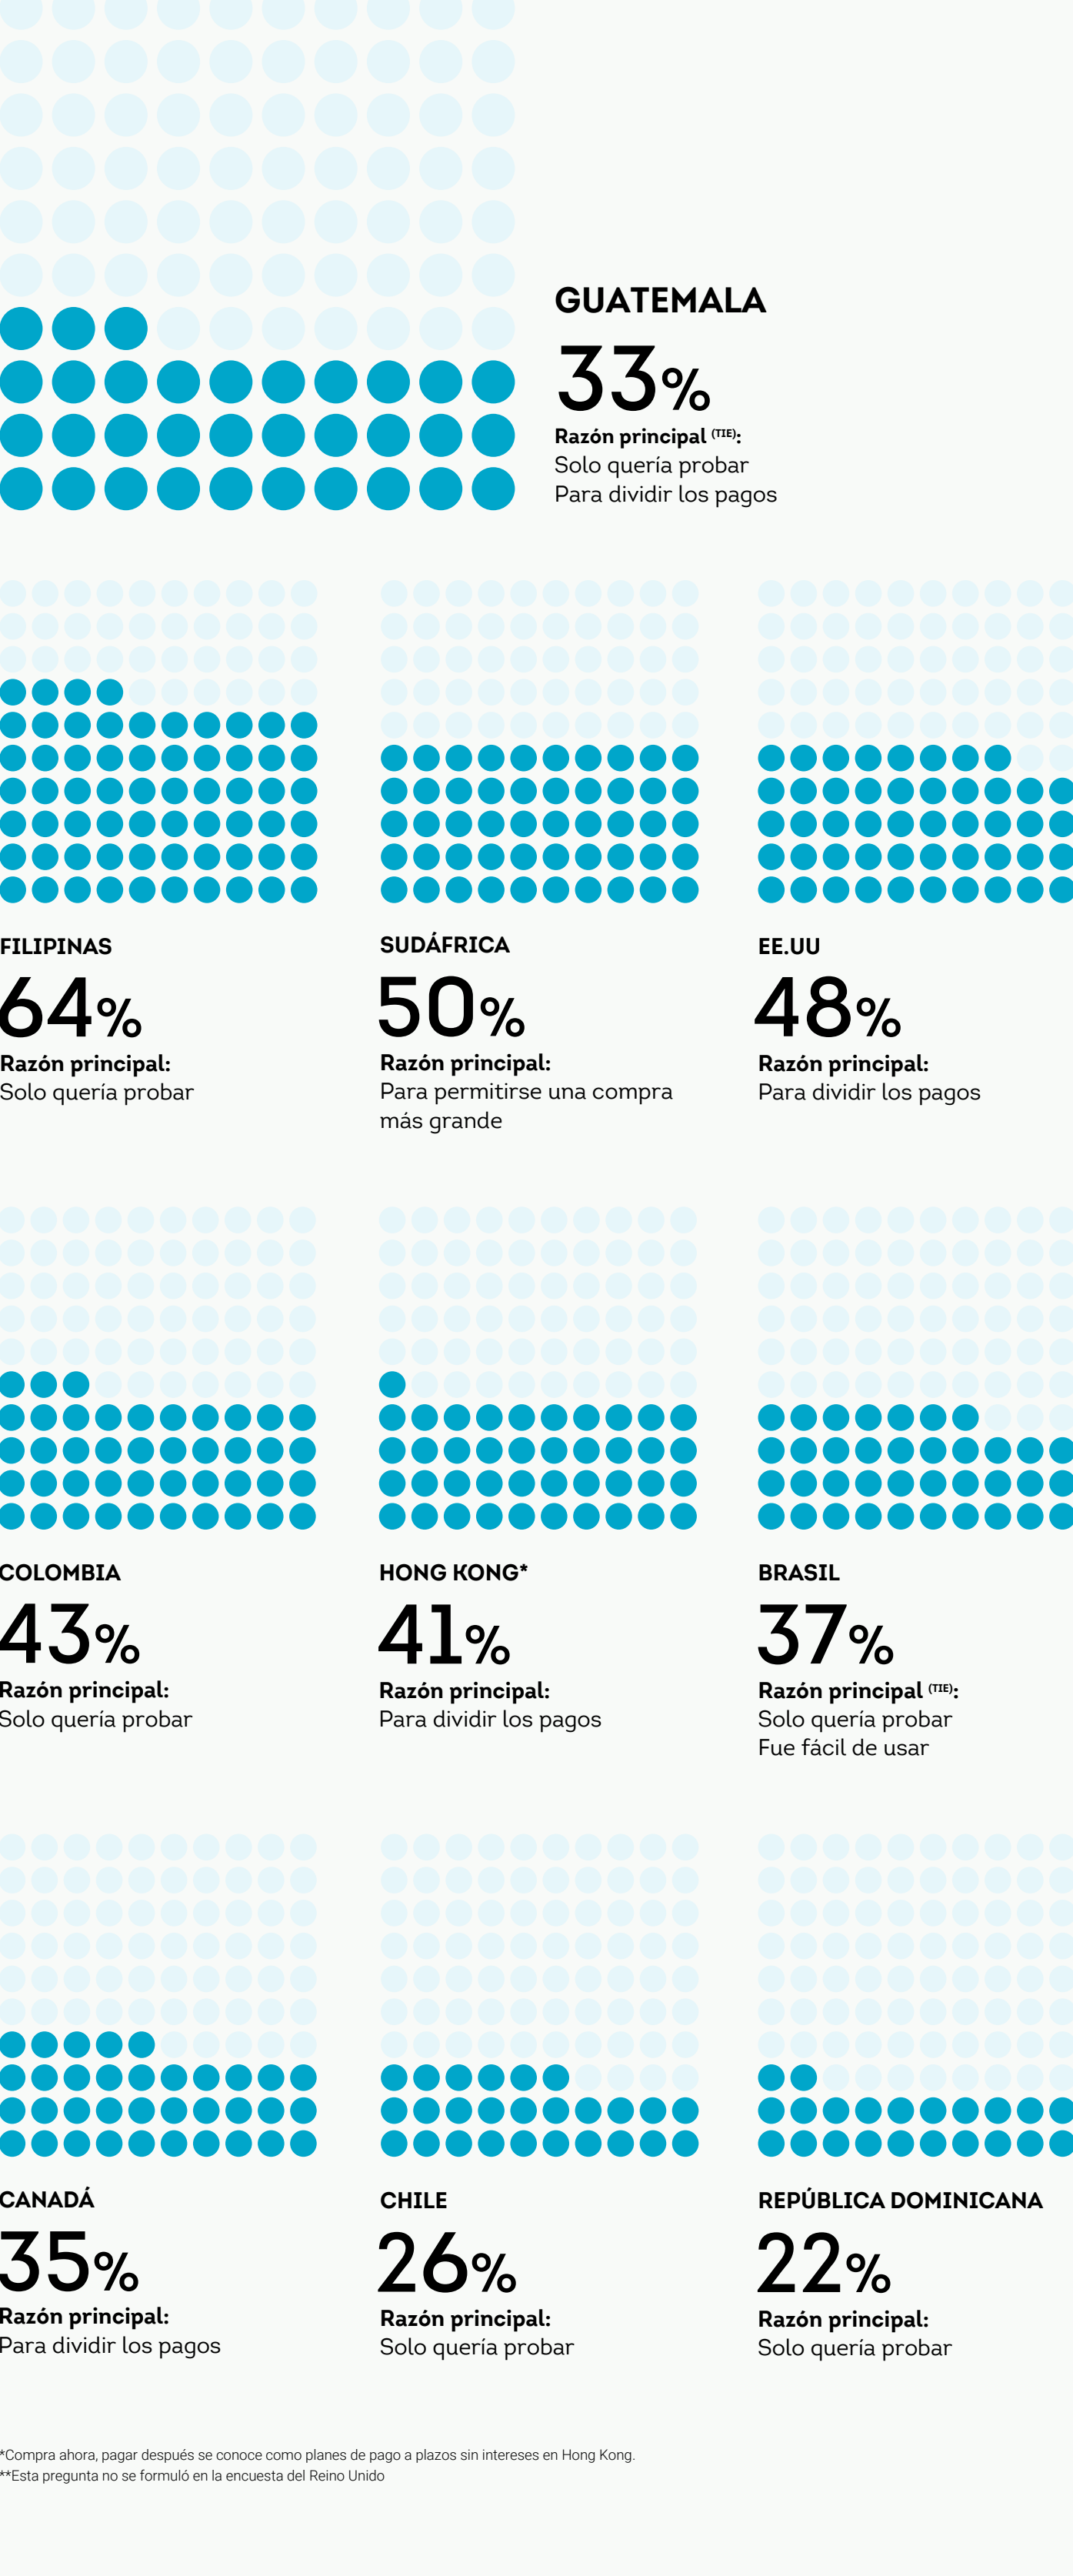 GUATEMALA
33%
Razón principal (TIE):
Solo quería probar
Para dividir los pagos
FILIPINAS
64%
Razón principal:
Solo quería probar
SUDÁFRICA
50%
Razón principal:
Para permitirse una compra
más grande
EE.UU
48%
Razón principal:
Para dividir los pagos
COLOMBIA
43%
Razón principal:
Solo quería probar
HONG KONG*
41%
Razón principal:
Para dividir los pagos
BRASIL
37%
Razón principal (TIE):
Solo quería probar
Fue fácil de usar
CANADÁ
35%
Razón principal:
Para dividir los pagos
CHILE
26%
Razón principal:
Solo quería probar
REPÚBLICA DOMINICANA
22%
Razón principal:
Solo quería probar
*Compra ahora, pagar después se conoce como planes de pago a plazos sin intereses en Hong Kong.
**Esta pregunta no se formuló en la encuesta del Reino Unido